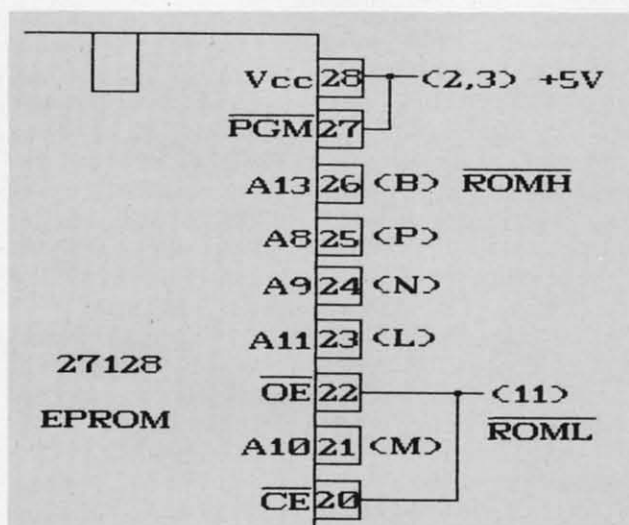 Vcc 28 (2,3) +5V
PGM 27
A13 26 (B) ROMH
A8 25 (P)
A9 24 (N)
A11 23 (L)
27128
OE 22 (11)
EPROM ROML
A10 21 (M)
CE 20